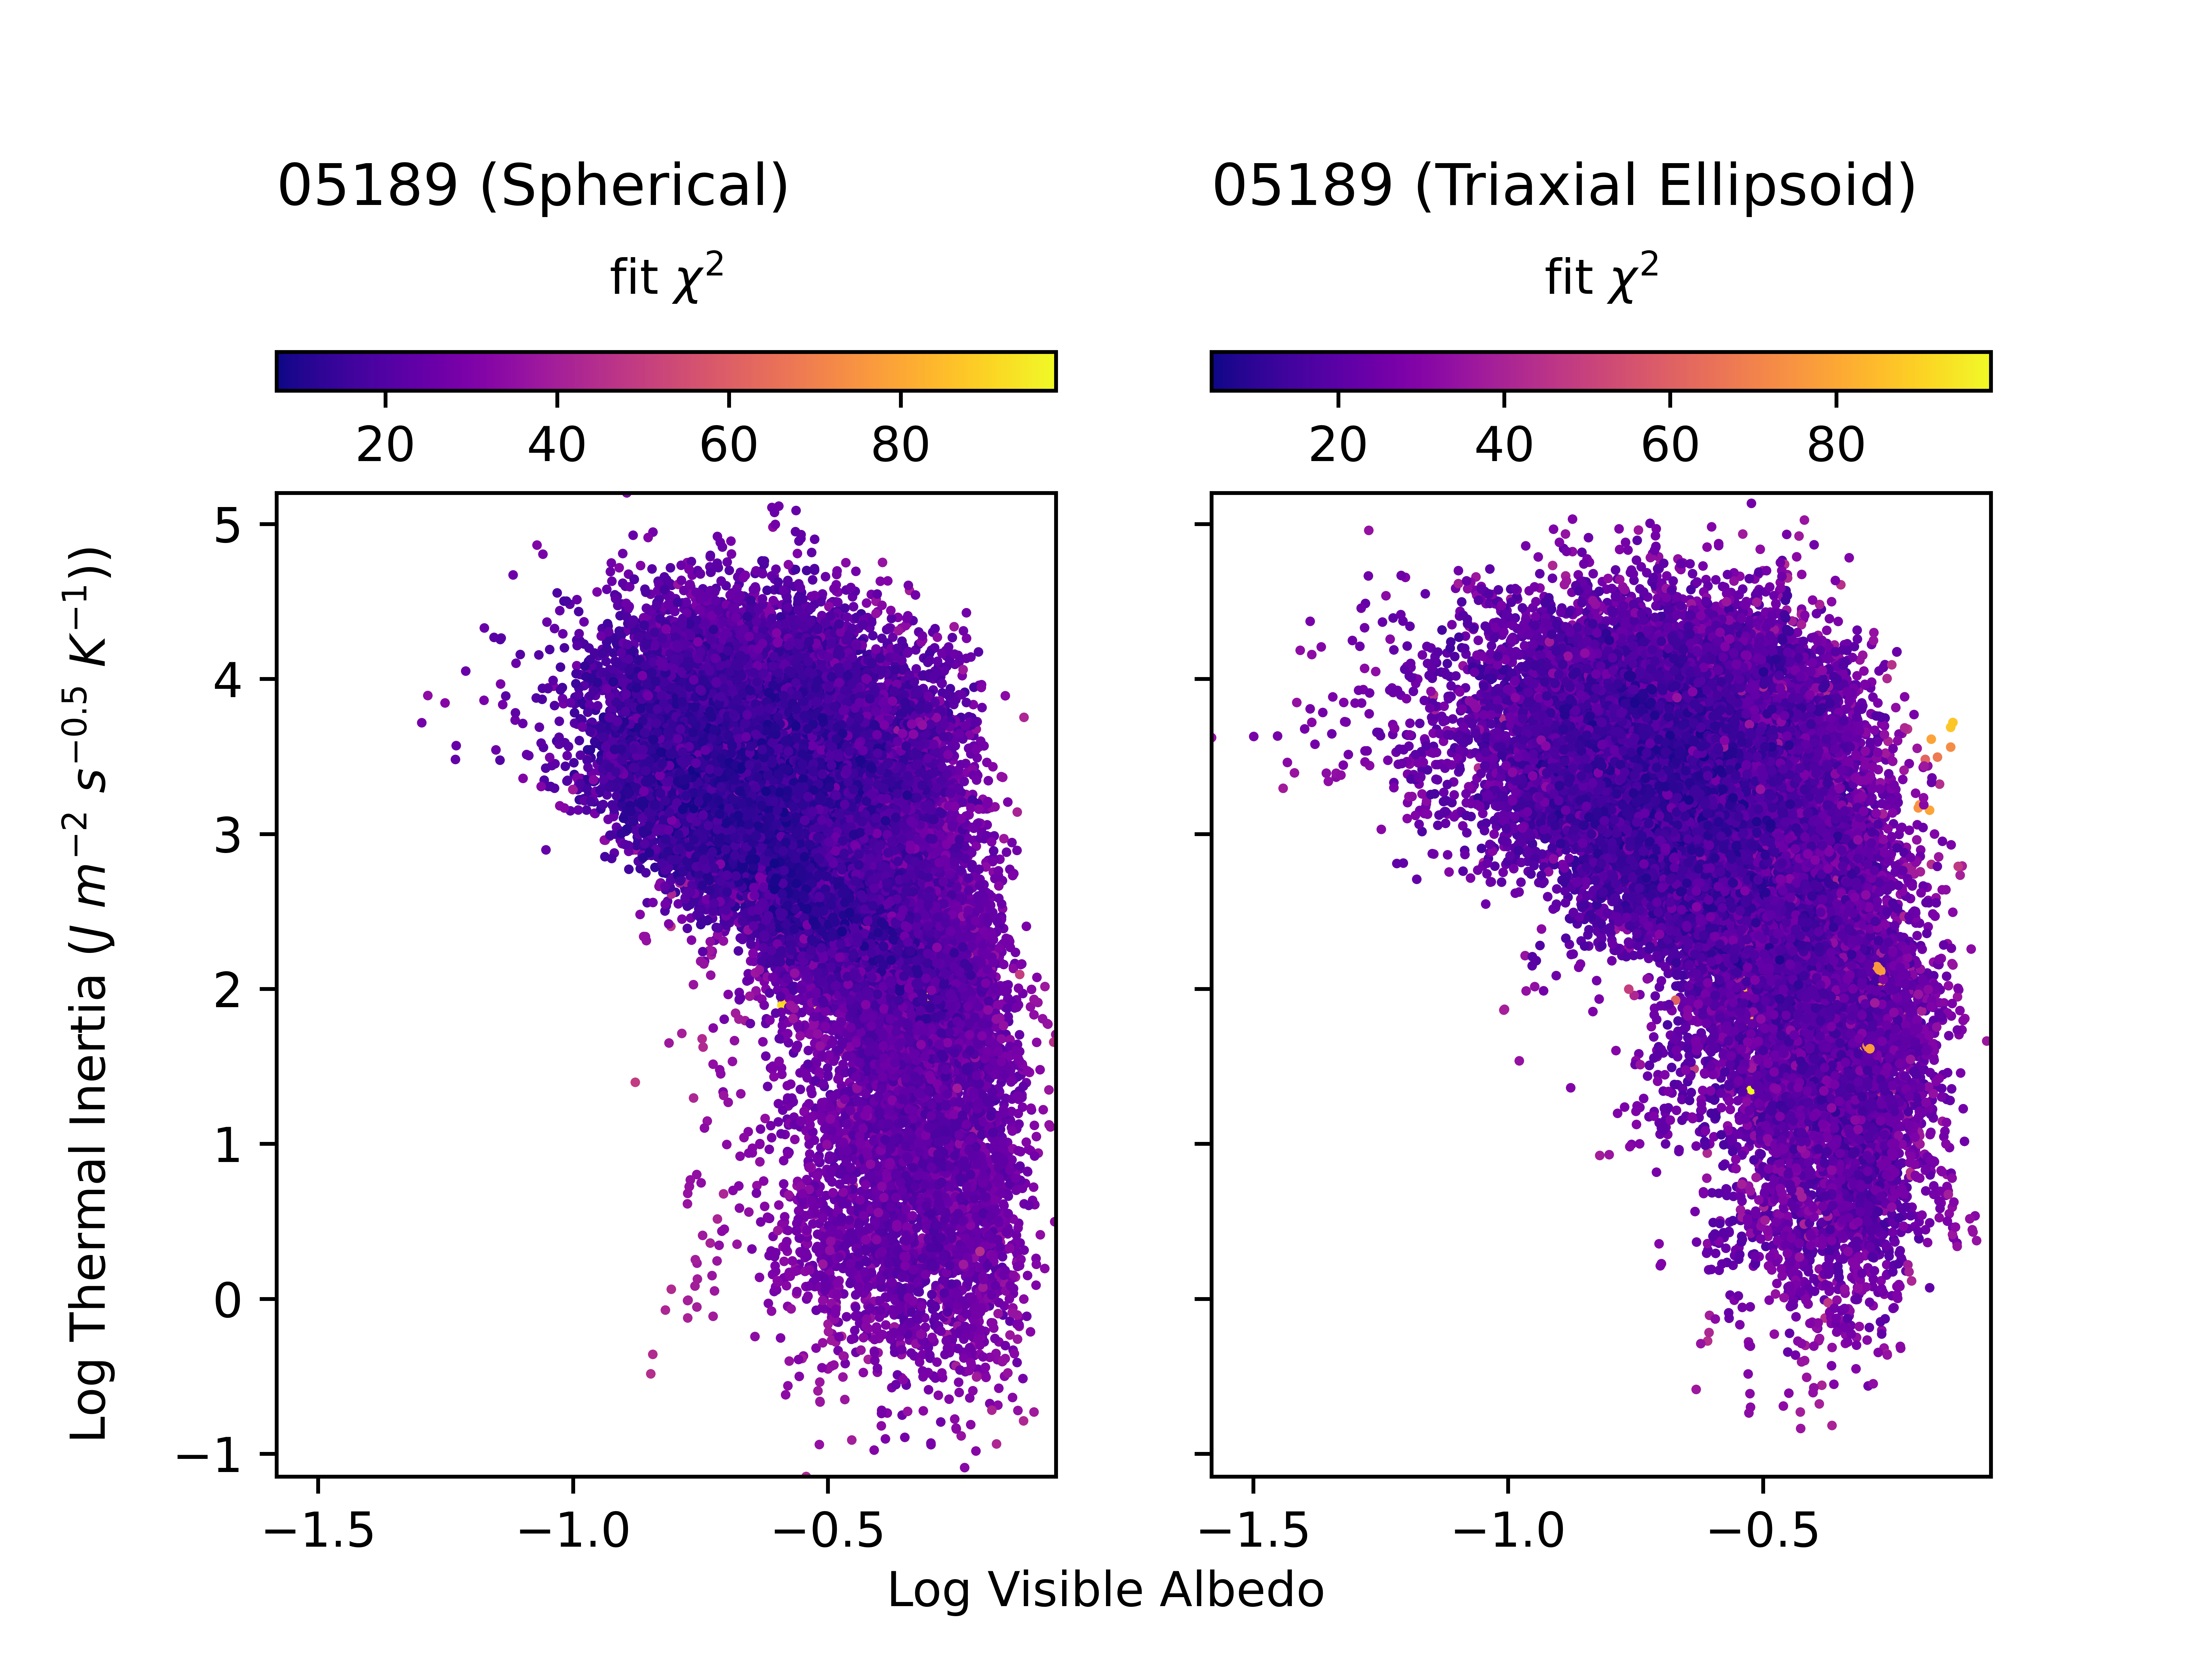 05189 (Spherical)
05189 (Triaxial Ellipsoid)
fit χ²
fit χ²
20 40 60 80
20 40 60 80
5
4
3
2
1
0
−1
Log Thermal Inertia (J m⁻² s⁻⁰·⁵ K⁻¹))
−1.5 −1.0 −0.5
−1.5 −1.0 −0.5
Log Visible Albedo